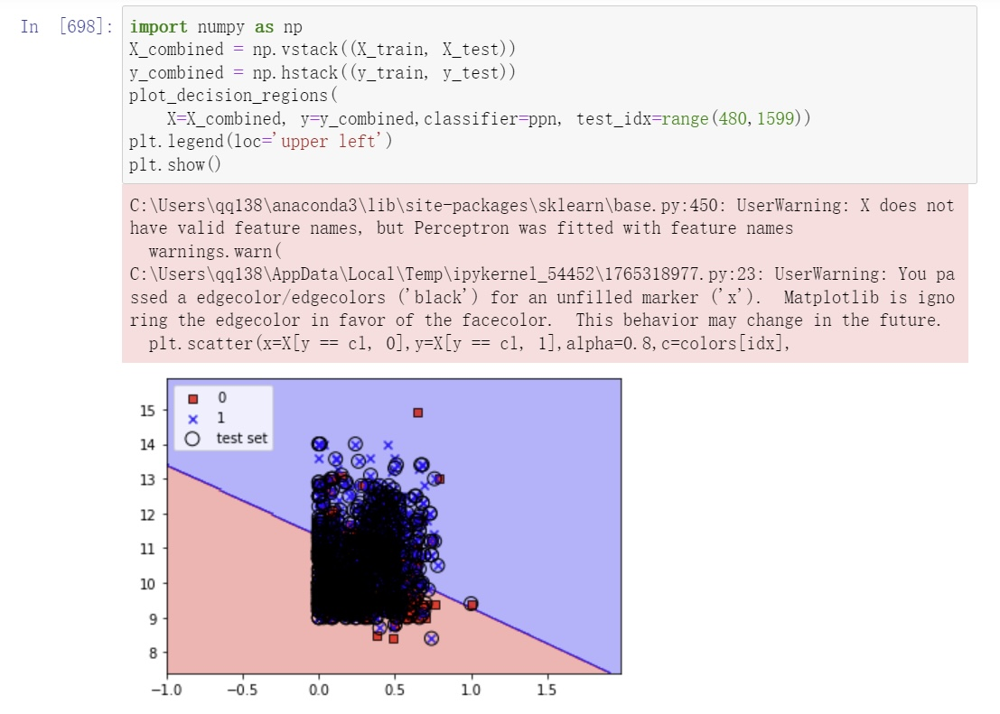 In [698]: import numpy as np
X_combined = np.vstack((X_train, X_test))
y_combined = np.hstack((y_train, y_test))
plot_decision_regions(
    X=X_combined, y=y_combined,classifier=ppn, test_idx=range(480,1599))
plt.legend(loc='upper left')
plt.show()
C:\Users\qq138\anaconda3\lib\site-packages\sklearn\base.py:450: UserWarning: X does not
have valid feature names, but Perceptron was fitted with feature names
  warnings.warn(
C:\Users\qq138\AppData\Local\Temp\ipykernel_54452\1765318977.py:23: UserWarning: You pa
ssed a edgecolor/edgecolors ('black') for an unfilled marker ('x').  Matplotlib is igno
ring the edgecolor in favor of the facecolor.  This behavior may change in the future.
  plt.scatter(x=X[y == cl, 0],y=X[y == cl, 1],alpha=0.8,c=colors[idx],
0
1
test set
15
14
13
12
11
10
9
8
−1.0 −0.5 0.0 0.5 1.0 1.5